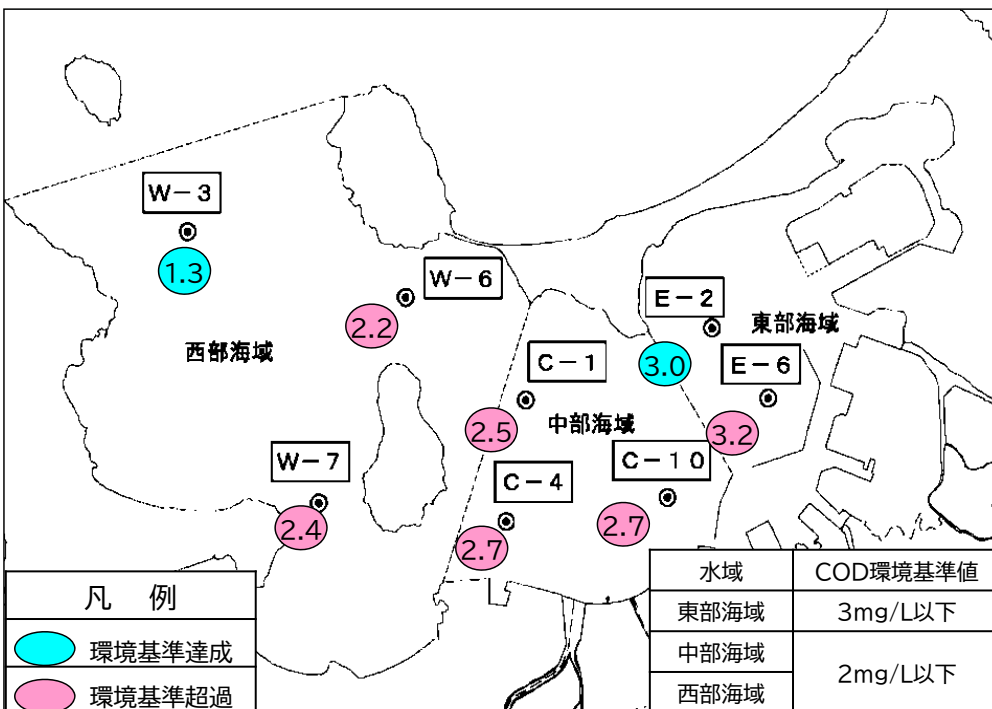 W-3
1.3
W-6
2.2
西部海域
E-2
東部海域
3.0
C-1
E-6
2.5
中部海域
3.2
W-7
2.4
C-4
2.7
C-10
2.7
凡 例
環境基準達成
環境基準超過
水域 COD環境基準値
東部海域 3mg/L以下
中部海域
2mg/L以下
西部海域